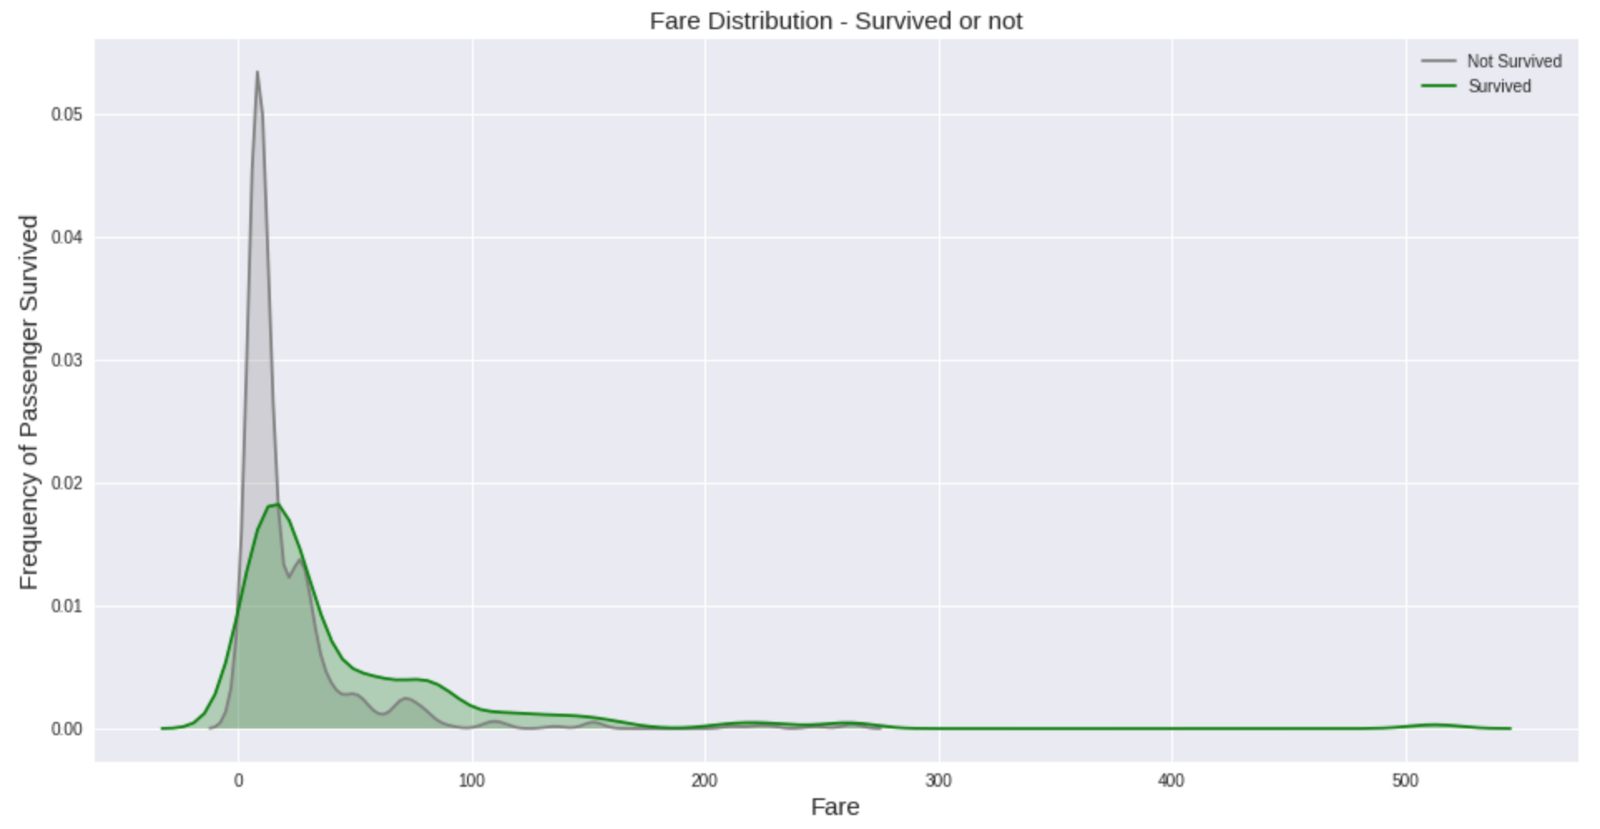 Fare Distribution - Survived or not
Not Survived
Survived
Frequency of Passenger Survived
0.05
0.04
0.03
0.02
0.01
0.00
0 100 200 300 400 500
Fare